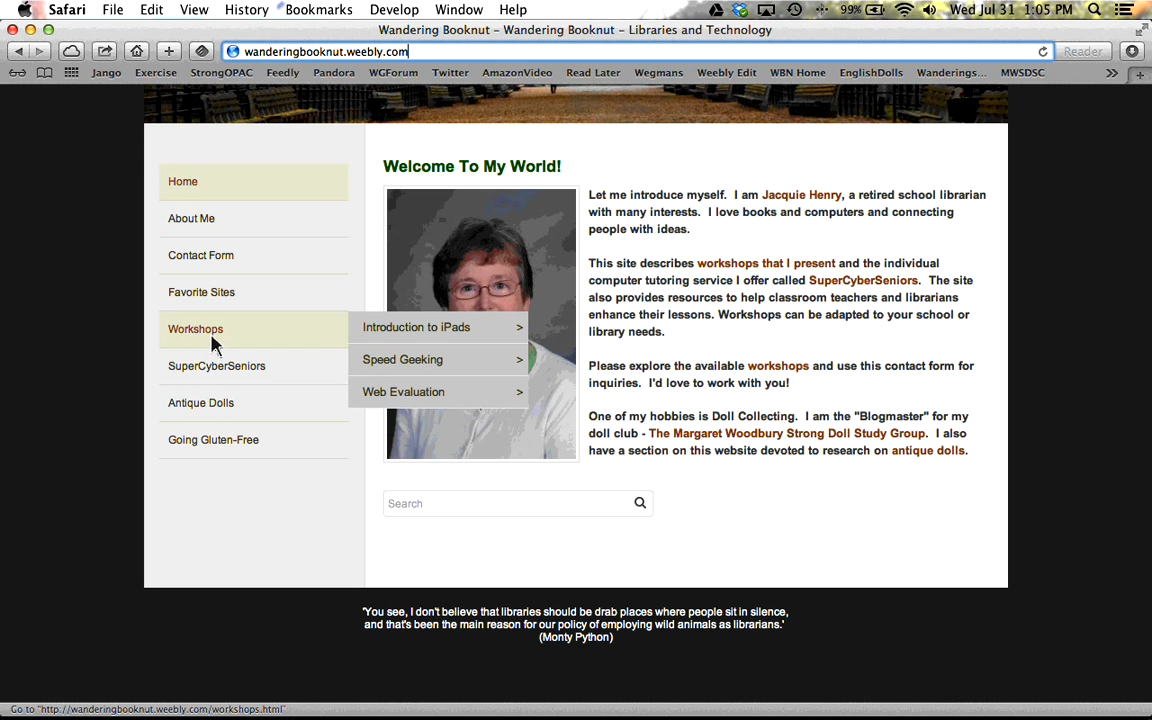 Safari File Edit View History Bookmarks Develop Window Help 99% Wed Jul 31 1:05 PM
Wandering Booknut – Wandering Booknut – Libraries and Technology
wanderingbooknut.weebly.com Reader
Jango Exercise StrongOPAC Feedly Pandora WGForum Twitter AmazonVideo Read Later Wegmans Weebly Edit WBN Home EnglishDolls Wanderings... MWSDSC >>
Welcome To My World!
Home
About Me
Contact Form
Favorite Sites
Workshops
SuperCyberSeniors
Antique Dolls
Going Gluten-Free
Introduction to iPads >
Speed Geeking >
Web Evaluation >
Let me introduce myself. I am Jacquie Henry, a retired school librarian
with many interests. I love books and computers and connecting
people with ideas.
This site describes workshops that I present and the individual
computer tutoring service I offer called SuperCyberSeniors. The site
also provides resources to help classroom teachers and librarians
enhance their lessons. Workshops can be adapted to your school or
library needs.
Please explore the available workshops and use this contact form for
inquiries. I'd love to work with you!
One of my hobbies is Doll Collecting. I am the "Blogmaster" for my
doll club - The Margaret Woodbury Strong Doll Study Group. I also
have a section on this website devoted to research on antique dolls.
Search
'You see, I don't believe that libraries should be drab places where people sit in silence,
and that's been the main reason for our policy of employing wild animals as librarians.'
(Monty Python)
Go to "http://wanderingbooknut.weebly.com/workshops.html"